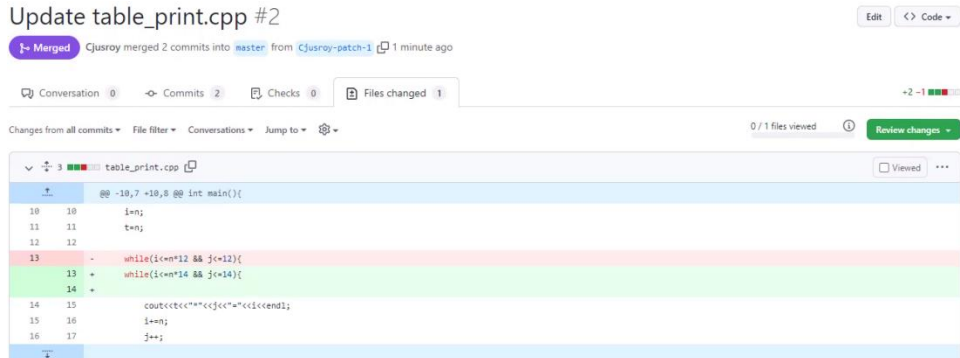 Update table_print.cpp #2
Edit <> Code
Merged Cjusroy merged 2 commits into master from Cjusroy-patch-1 1 minute ago
Conversation 0 Commits 2 Checks 0 Files changed 1 +2 −1
Changes from all commits File filter Conversations Jump to 0 / 1 files viewed Review changes
3 table_print.cpp Viewed ...
@@ -10,7 +10,8 @@ int main(){
10 10 i=n;
11 11 t=n;
12 12
13 - while(i<=n*12 && j<=12){
13 + while(i<=n*14 && j<=14){
14 +
14 15 cout<<t<<"*"<<j<<"="<<i<<endl;
15 16 i+=n;
16 17 j++;